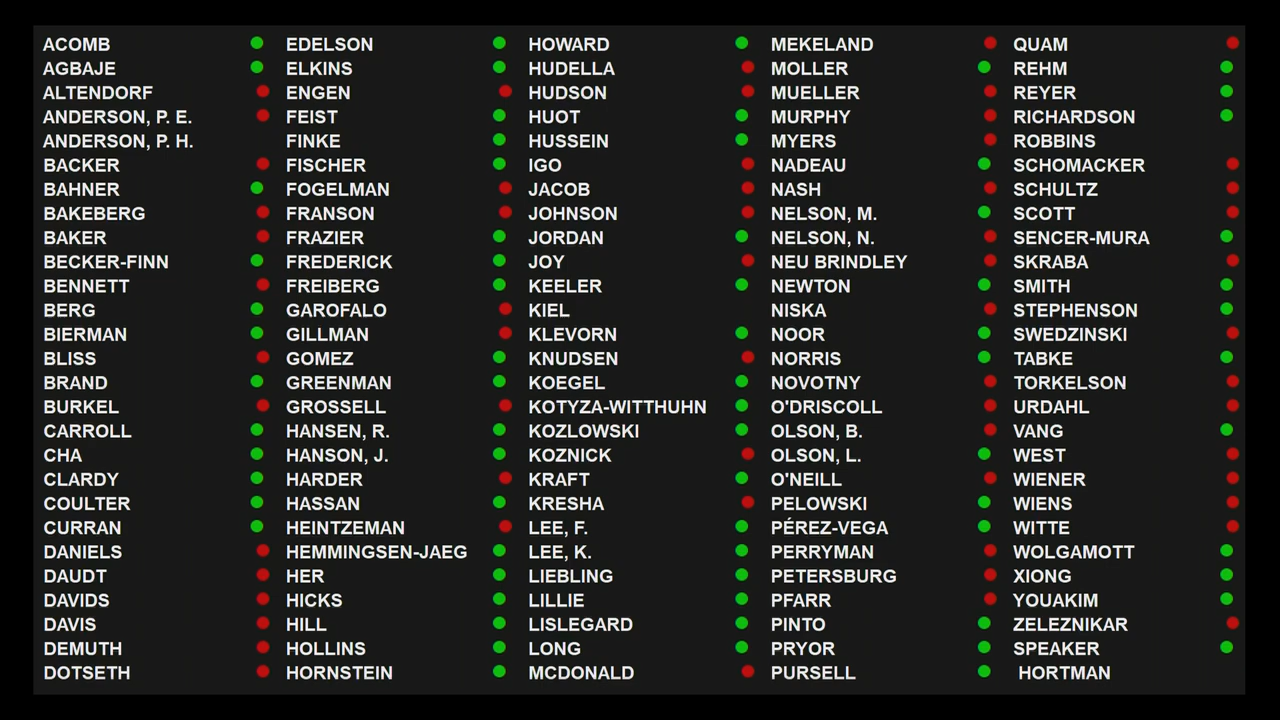 ACOMB
AGBAJE
ALTENDORF
ANDERSON, P. E.
ANDERSON, P. H.
BACKER
BAHNER
BAKEBERG
BAKER
BECKER-FINN
BENNETT
BERG
BIERMAN
BLISS
BRAND
BURKEL
CARROLL
CHA
CLARDY
COULTER
CURRAN
DANIELS
DAUDT
DAVIDS
DAVIS
DEMUTH
DOTSETH
EDELSON
ELKINS
ENGEN
FEIST
FINKE
FISCHER
FOGELMAN
FRANSON
FRAZIER
FREDERICK
FREIBERG
GAROFALO
GILLMAN
GOMEZ
GREENMAN
GROSSELL
HANSEN, R.
HANSON, J.
HARDER
HASSAN
HEINTZEMAN
HEMMINGSEN-JAEG
HER
HICKS
HILL
HOLLINS
HORNSTEIN
HOWARD
HUDELLA
HUDSON
HUOT
HUSSEIN
IGO
JACOB
JOHNSON
JORDAN
JOY
KEELER
KIEL
KLEVORN
KNUDSEN
KOEGEL
KOTYZA-WITTHUHN
KOZLOWSKI
KOZNICK
KRAFT
KRESHA
LEE, F.
LEE, K.
LIEBLING
LILLIE
LISLEGARD
LONG
MCDONALD
MEKELAND
MOLLER
MUELLER
MURPHY
MYERS
NADEAU
NASH
NELSON, M.
NELSON, N.
NEU BRINDLEY
NEWTON
NISKA
NOOR
NORRIS
NOVOTNY
O'DRISCOLL
OLSON, B.
OLSON, L.
O'NEILL
PELOWSKI
PÉREZ-VEGA
PERRYMAN
PETERSBURG
PFARR
PINTO
PRYOR
PURSELL
QUAM
REHM
REYER
RICHARDSON
ROBBINS
SCHOMACKER
SCHULTZ
SCOTT
SENCER-MURA
SKRABA
SMITH
STEPHENSON
SWEDZINSKI
TABKE
TORKELSON
URDAHL
VANG
WEST
WIENER
WIENS
WITTE
WOLGAMOTT
XIONG
YOUAKIM
ZELEZNIKAR
SPEAKER
HORTMAN